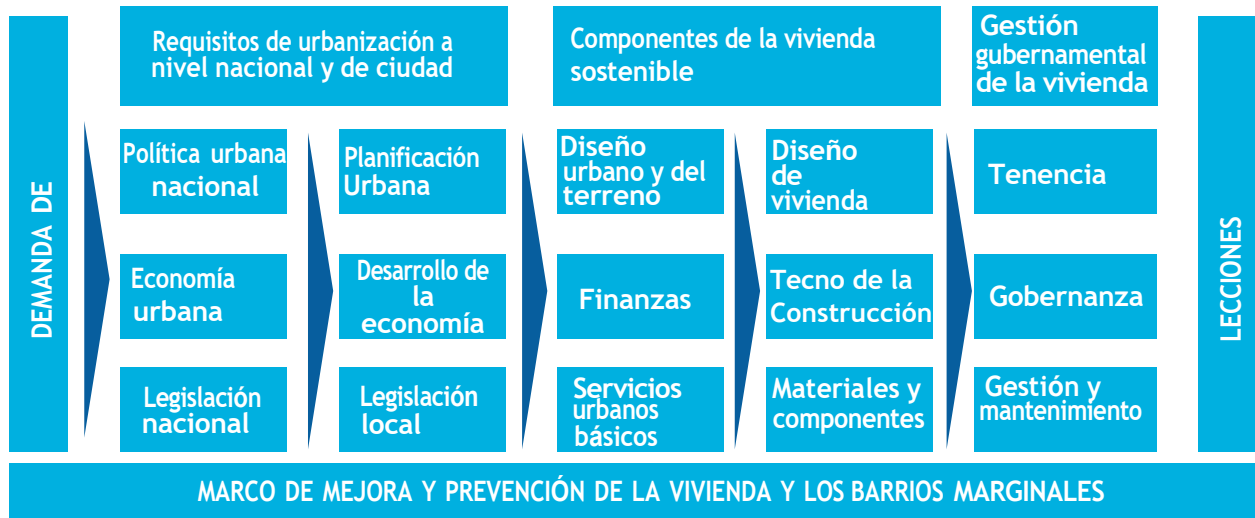 DEMANDA DE
Requisitos de urbanización a
nivel nacional y de ciudad
Componentes de la vivienda
sostenible
Gestión
gubernamental
de la vivienda
Política urbana
nacional
Planificación
Urbana
Diseño
urbano y del
terreno
Diseño
de
vivienda
Tenencia
Economía
urbana
Desarrollo de
la
economía
Finanzas
Tecno de la
Construcción
Gobernanza
Legislación
nacional
Legislación
local
Servicios
urbanos
básicos
Materiales y
componentes
Gestión y
mantenimiento
LECCIONES
MARCO DE MEJORA Y PREVENCIÓN DE LA VIVIENDA Y LOS BARRIOS MARGINALES